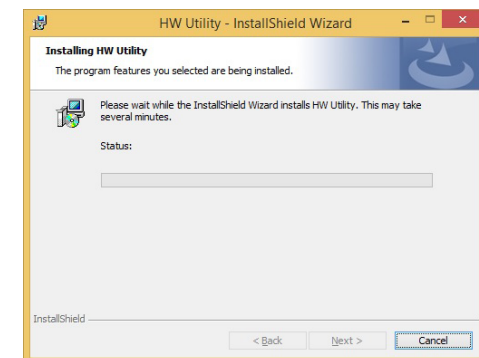 HW Utility - InstallShield Wizard
Installing HW Utility
The program features you selected are being installed.
Please wait while the InstallShield Wizard installs HW Utility. This may take
several minutes.
Status:
InstallShield
< Back Next > Cancel